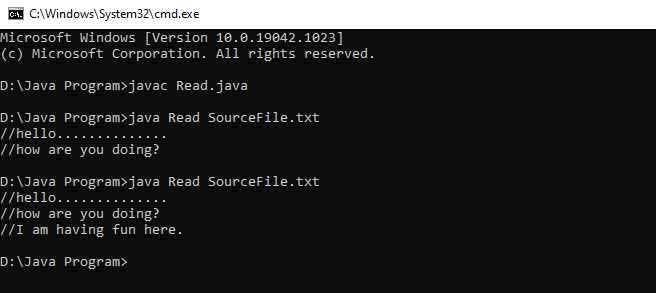 C:\Windows\System32\cmd.exe
Microsoft Windows [Version 10.0.19042.1023]
(c) Microsoft Corporation. All rights reserved.
D:\Java Program>javac Read.java
D:\Java Program>java Read SourceFile.txt
//hello..............
//how are you doing?
D:\Java Program>java Read SourceFile.txt
//hello..............
//how are you doing?
//I am having fun here.
D:\Java Program>